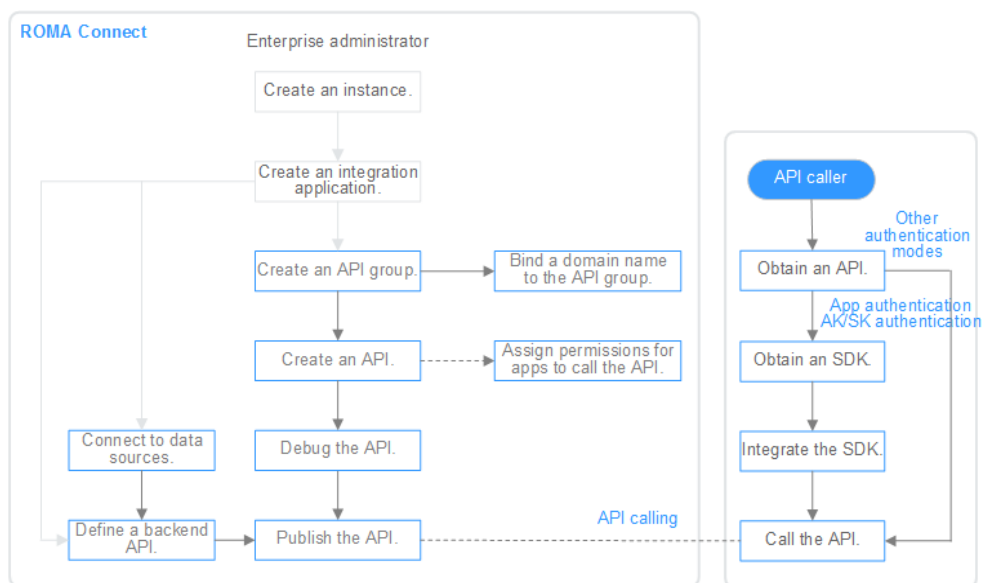 ROMA Connect
Enterprise administrator
Create an instance.
Create an integration
application.
Create an API group.
Bind a domain name
to the API group.
Create an API.
Assign permissions for
apps to call the API.
Connect to data
sources.
Debug the API.
Define a backend
API.
Publish the API.
API calling
API caller
Other
authentication
modes
Obtain an API.
App authentication
AK/SK authentication
Obtain an SDK.
Integrate the SDK.
Call the API.